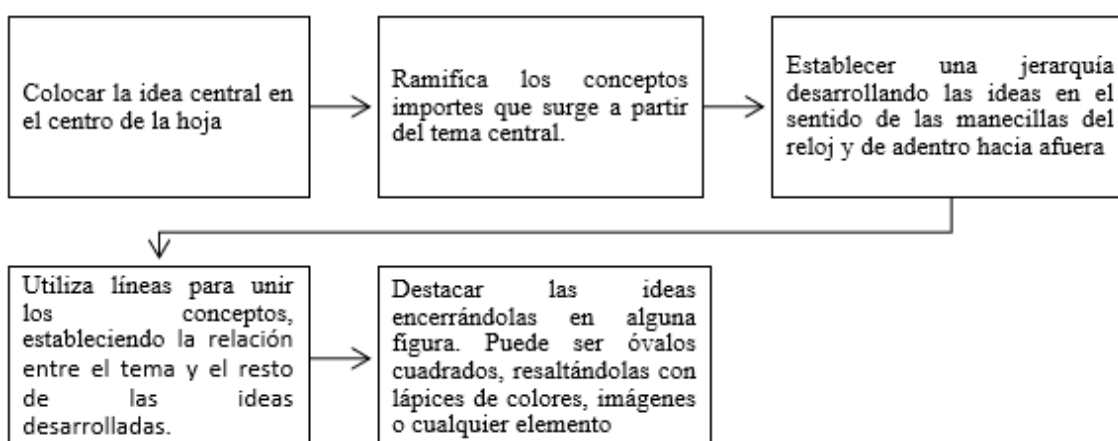 Colocar la idea central en
el centro de la hoja
Ramifica los conceptos
importes que surge a partir
del tema central.
Establecer una jerarquía
desarrollando las ideas en el
sentido de las manecillas del
reloj y de adentro hacia afuera
Utiliza líneas para unir
los conceptos,
estableciendo la relación
entre el tema y el resto
de las ideas
desarrolladas.
Destacar las ideas
encerrándolas en alguna
figura. Puede ser óvalos
cuadrados, resaltándolas con
lápices de colores, imágenes
o cualquier elemento